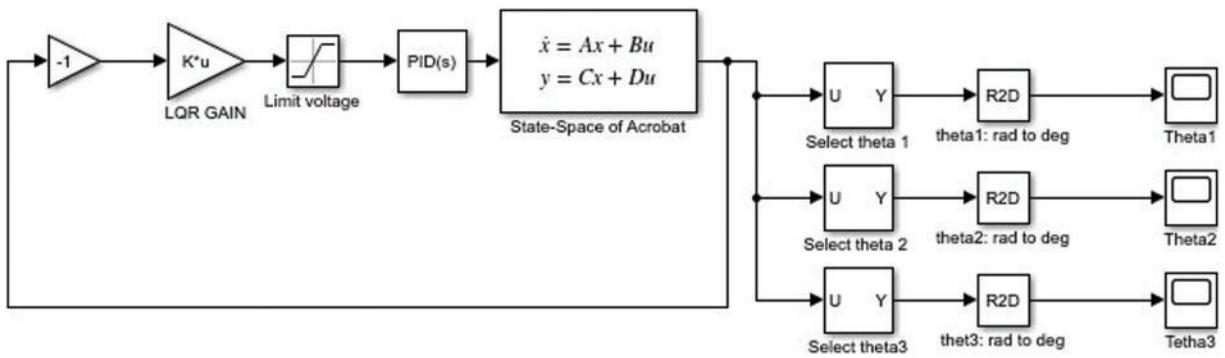 -1
K*u
LQR GAIN
Limit voltage
PID(s)
ẋ = Ax + Bu
y = Cx + Du
State-Space of Acrobat
U Y
Select theta 1
R2D
theta1: rad to deg
Theta1
U Y
Select theta 2
R2D
theta2: rad to deg
Theta2
U Y
Select theta3
R2D
thet3: rad to deg
Tetha3